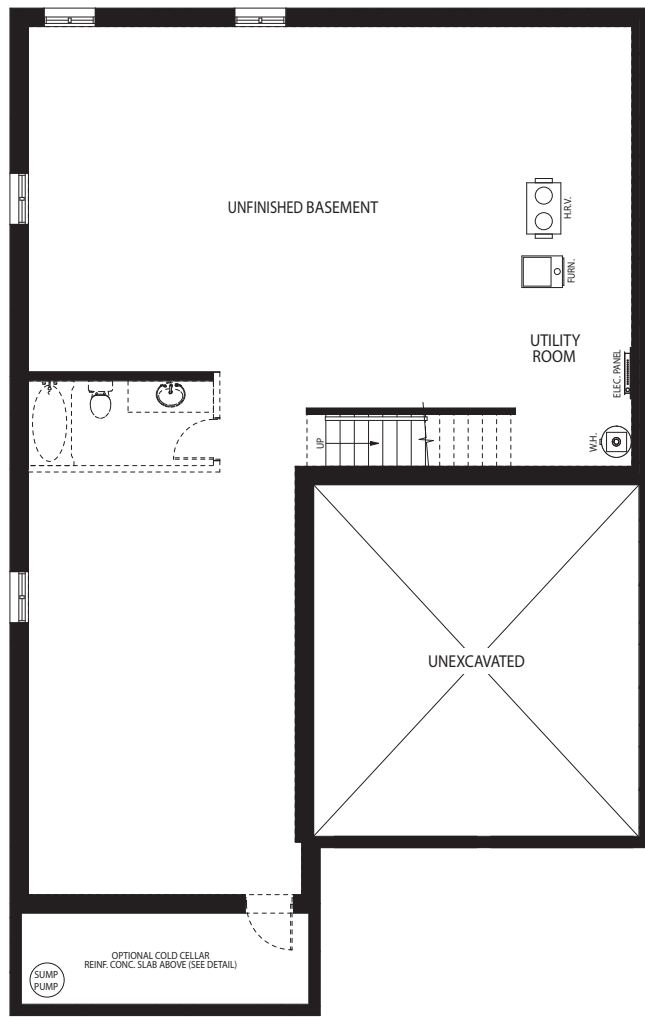 UNFINISHED BASEMENT
H.R.V.
FURN.
UTILITY
ROOM
ELEC. PANEL
UP
W.H.
UNEXCAVATED
OPTIONAL COLD CELLAR
REINF. CONC. SLAB ABOVE (SEE DETAIL)
SUMP
PUMP